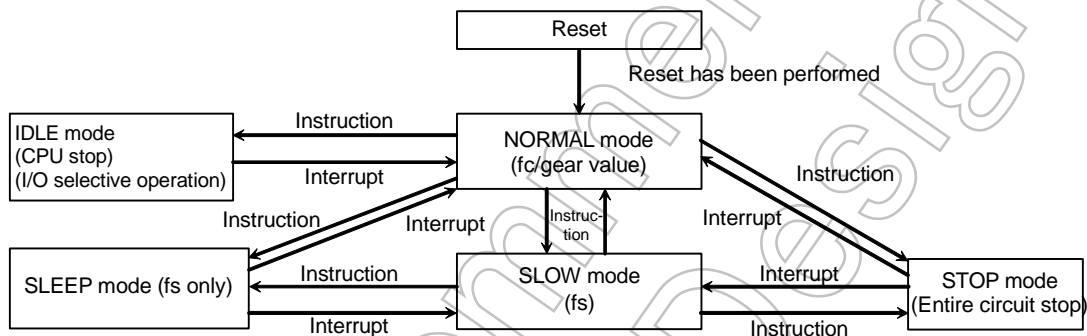 Reset
Reset has been performed
Instruction
IDLE mode
(CPU stop)
(I/O selective operation)
Interrupt
NORMAL mode
(fc/gear value)
Instruction
Interrupt
Instruction
Interrupt
Instruc-
tion
SLEEP mode (fs only)
Instruction
Interrupt
SLOW mode
(fs)
Interrupt
Instruction
STOP mode
(Entire circuit stop)